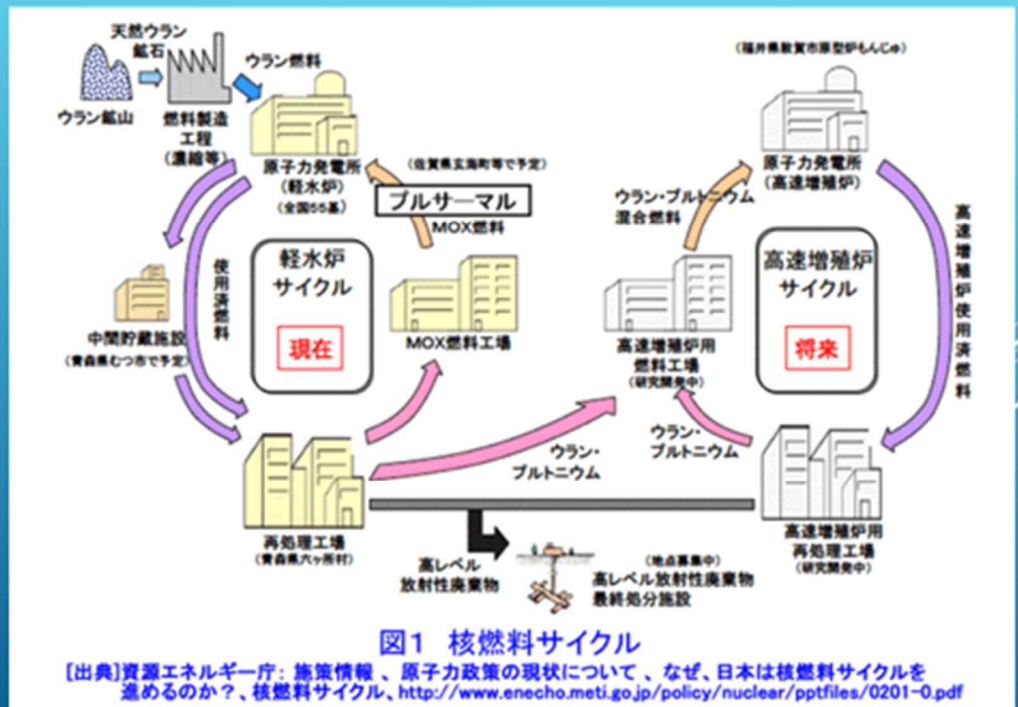 天然ウラン
鉱石
ウラン鉱山
燃料製造
工程
(濃縮等)
ウラン燃料
原子力発電所
(軽水炉)
(全国55基)
(佐賀県玄海町等で予定)
プルサーマル
MOX燃料
軽水炉
サイクル
現在
使用済燃料
中間貯蔵施設
(青森県むつ市で予定)
MOX燃料工場
再処理工場
(青森県六ヶ所村)
(福井県敦賀市原型炉もんじゅ)
原子力発電所
(高速増殖炉)
ウラン・プルトニウム
混合燃料
高速増殖炉
サイクル
将来
高速増殖炉使用済燃料
高速増殖炉用
燃料工場
(研究開発中)
ウラン・
プルトニウム
ウラン・
プルトニウム
高速増殖炉用
再処理工場
(研究開発中)
高レベル
放射性廃棄物
(地点募集中)
高レベル放射性廃棄物
最終処分施設
図1 核燃料サイクル
[出典]資源エネルギー庁: 施策情報 、原子力政策の現状について 、なぜ、日本は核燃料サイクルを
進めるのか?、核燃料サイクル、http://www.enecho.meti.go.jp/policy/nuclear/pptfiles/0201-0.pdf